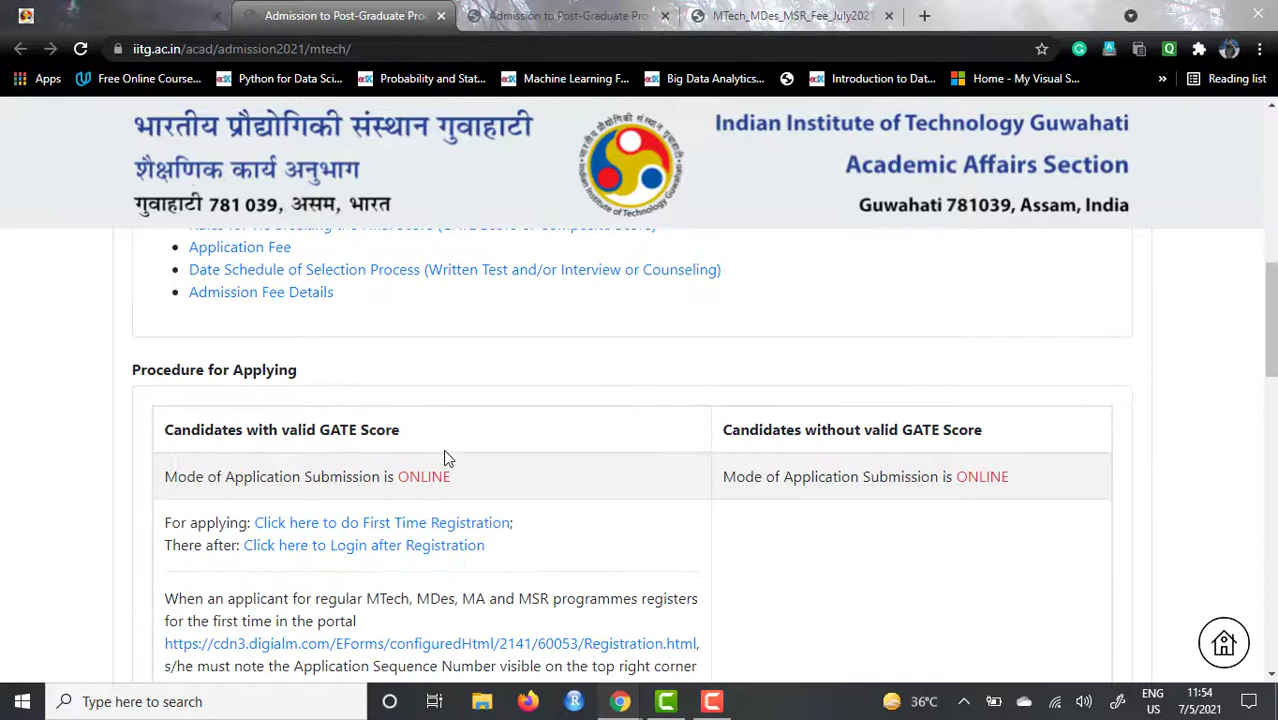 Admission to Post-Graduate Pro
Admission to Post-Graduate Pro
MTech_MDes_MSR_Fee_July2021
iitg.ac.in/acad/admission2021/mtech/
Apps
Free Online Course...
Python for Data Sci...
Probability and Stat...
Machine Learning F...
Big Data Analytics...
Introduction to Dat...
Home - My Visual S...
»
Reading list
भारतीय प्रौद्योगिकी संस्थान गुवाहाटी
शैक्षणिक कार्य अनुभाग
गुवाहाटी 781 039, असम, भारत
Indian Institute of Technology Guwahati
Indian Institute of Technology Guwahati
Academic Affairs Section
Guwahati 781039, Assam, India
Application Fee
Date Schedule of Selection Process (Written Test and/or Interview or Counseling)
Admission Fee Details
Procedure for Applying
Candidates with valid GATE Score
Candidates without valid GATE Score
Mode of Application Submission is ONLINE
Mode of Application Submission is ONLINE
For applying: Click here to do First Time Registration;
There after: Click here to Login after Registration
When an applicant for regular MTech, MDes, MA and MSR programmes registers
for the first time in the portal
https://cdn3.digialm.com/EForms/configuredHtml/2141/60053/Registration.html,
s/he must note the Application Sequence Number visible on the top right corner
Type here to search
36°C
ENG
US
11:54
7/5/2021